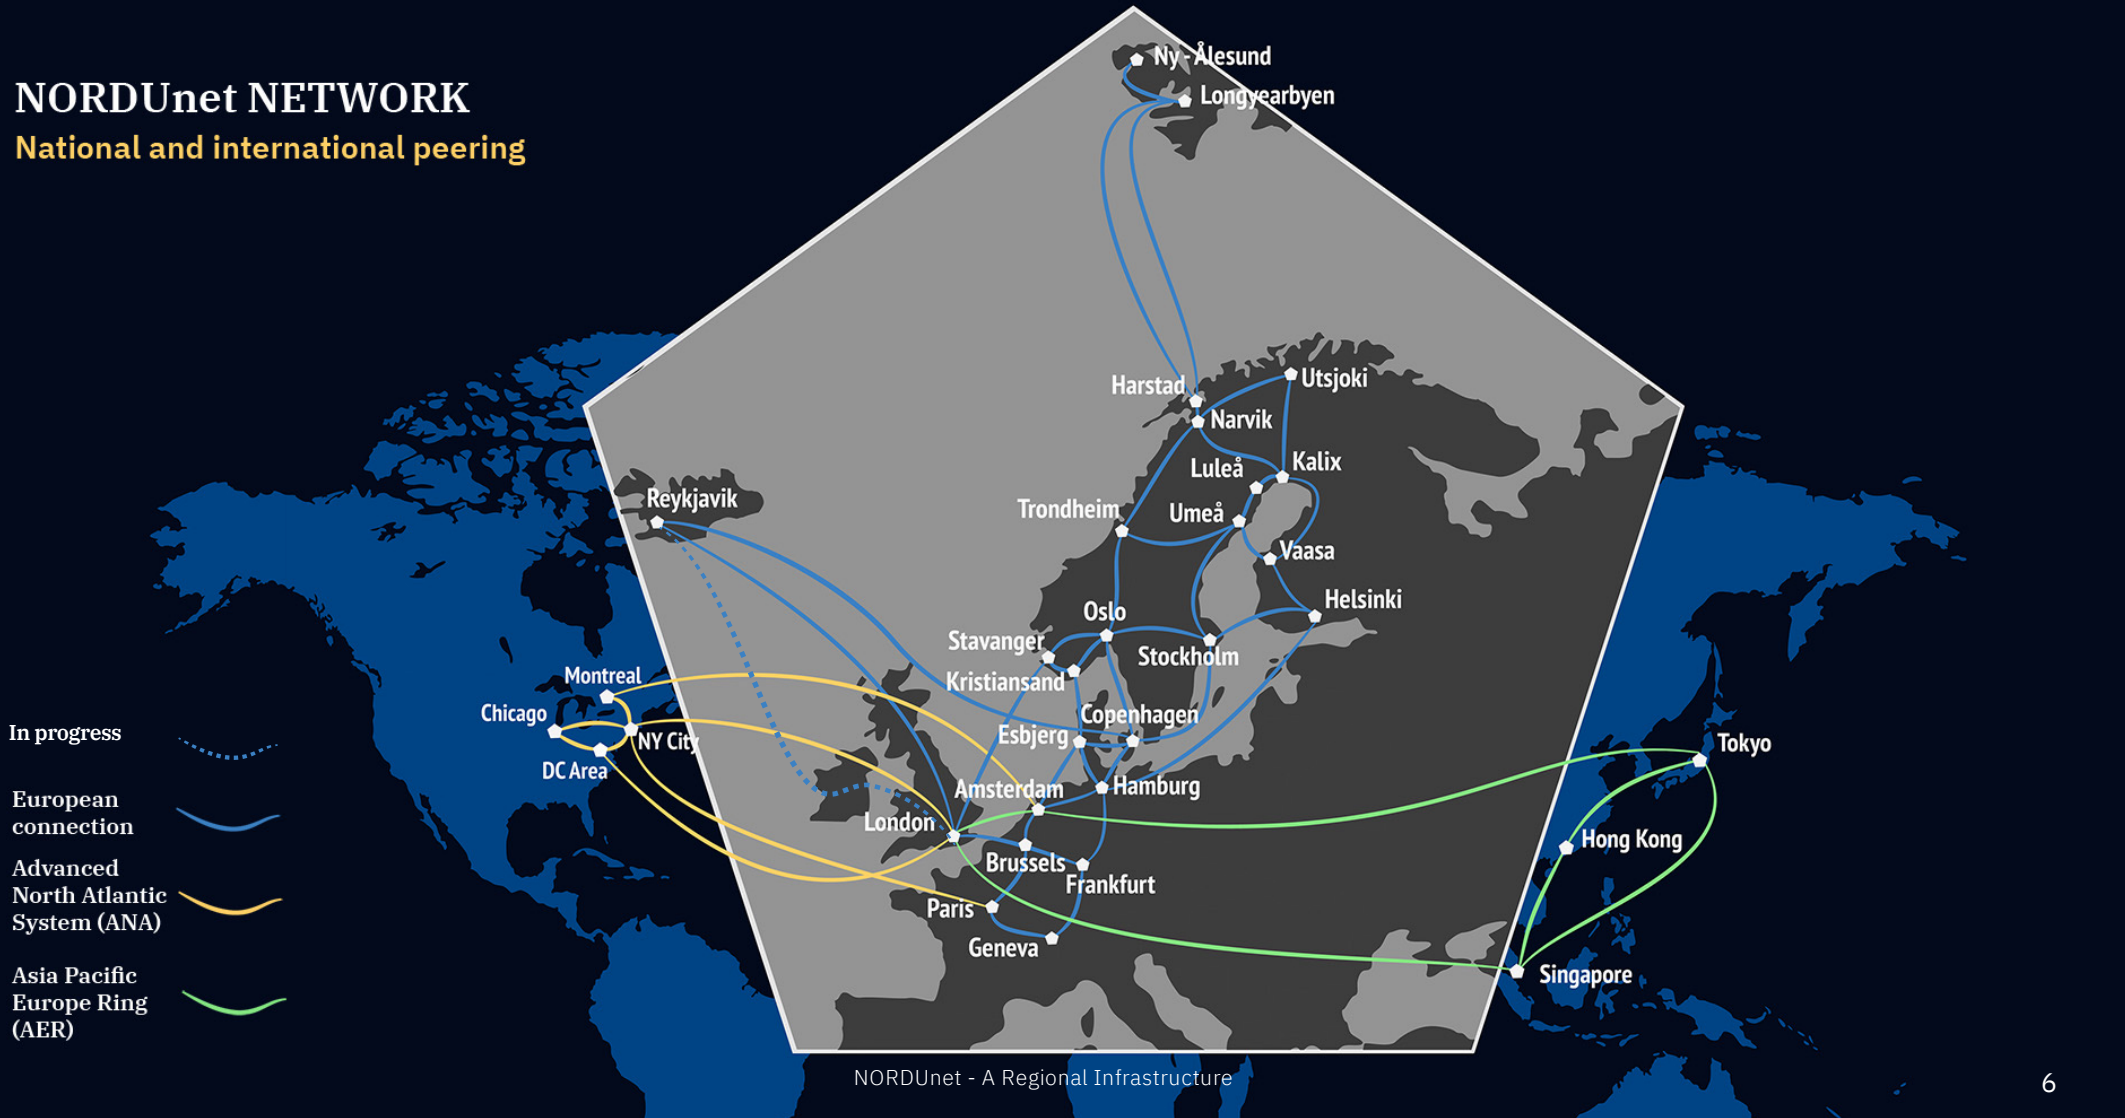 NORDUnet NETWORK
National and international peering
Ny - Ålesund
Longyearbyen
Harstad
Utsjoki
Narvik
Luleå
Kalix
Reykjavik
Trondheim
Umeå
Vaasa
Helsinki
Oslo
Stavanger
Stockholm
Kristiansand
Montreal
Chicago
NY City
DC Area
Copenhagen
Esbjerg
Amsterdam
Hamburg
London
Brussels
Frankfurt
Paris
Geneva
Tokyo
Hong Kong
Singapore
In progress
European
connection
Advanced
North Atlantic
System (ANA)
Asia Pacific
Europe Ring
(AER)
NORDUnet - A Regional Infrastructure
6